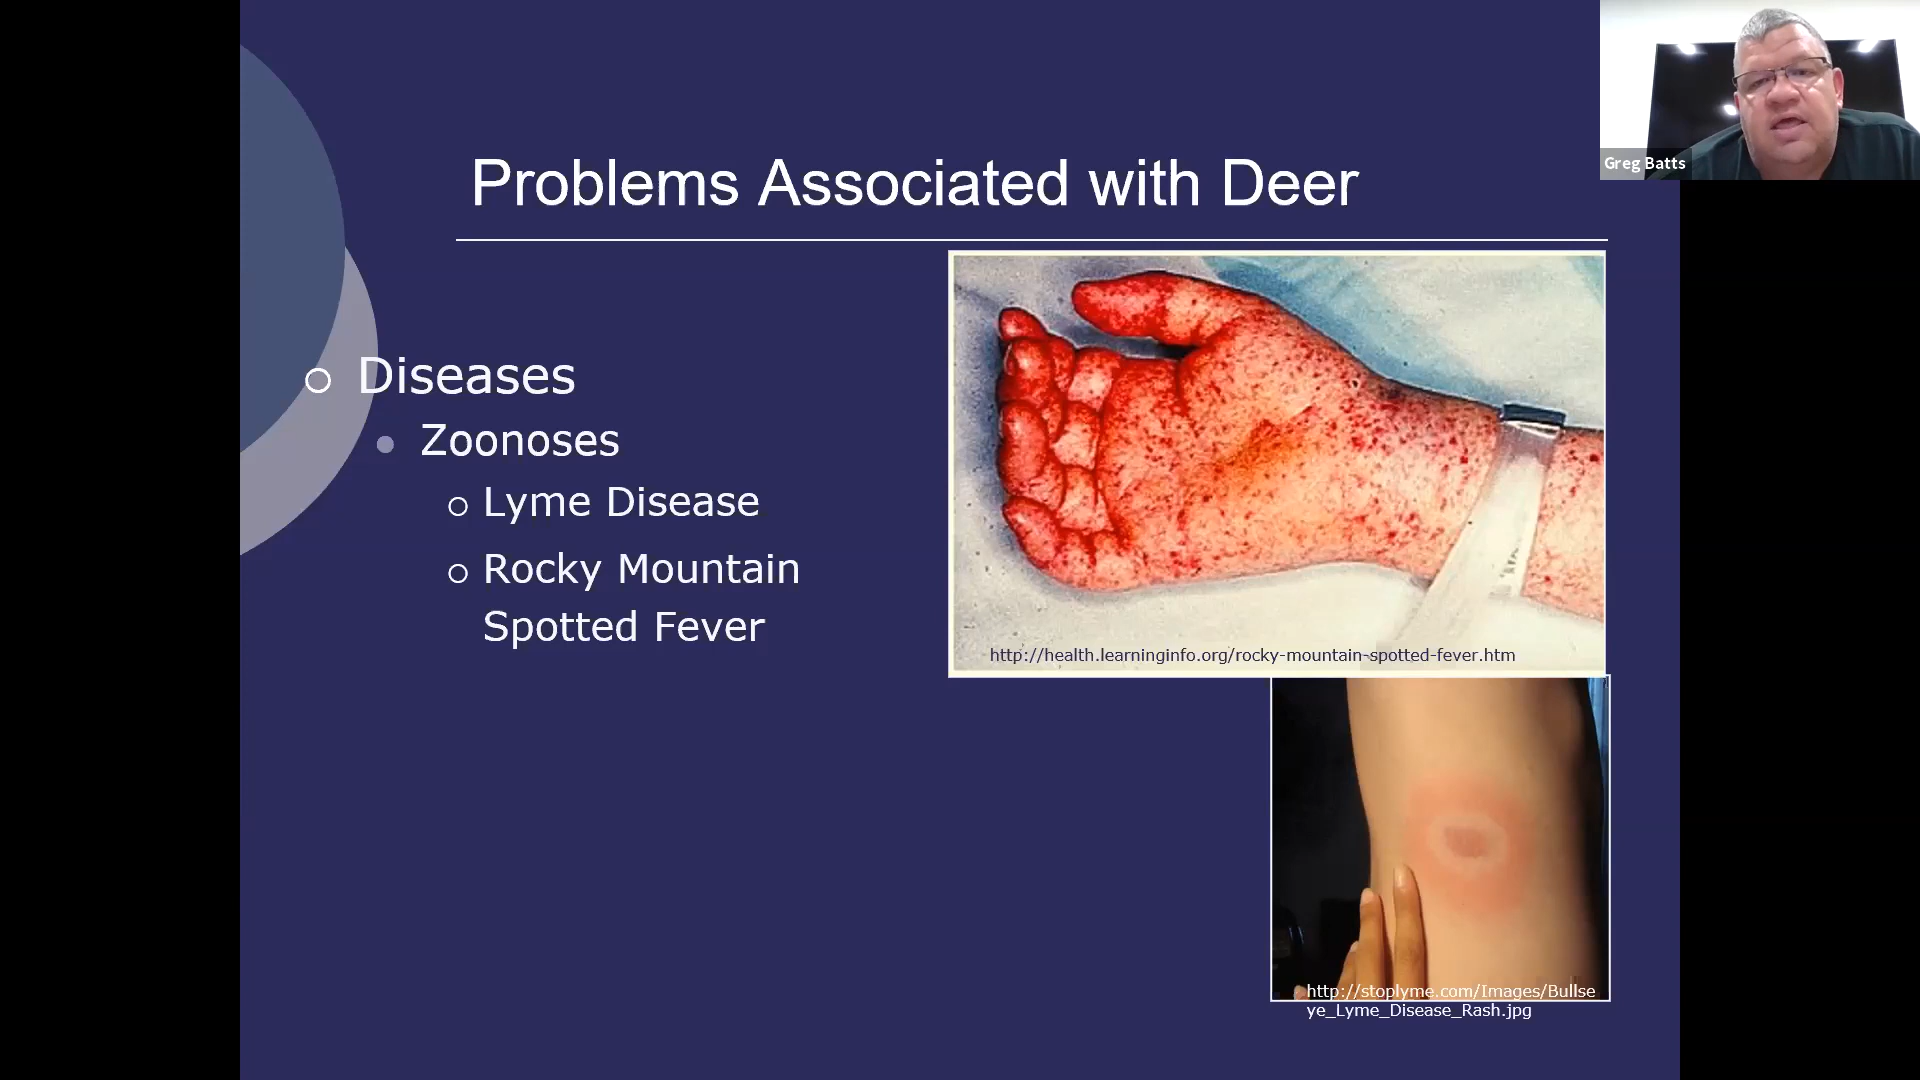 Greg Batts
Problems Associated with Deer
Diseases
Zoonoses
Lyme Disease
Rocky Mountain
Spotted Fever
http://health.learninginfo.org/rocky-mountain-spotted-fever.htm
http://stoplyme.com/Images/Bullse
ye_Lyme_Disease_Rash.jpg